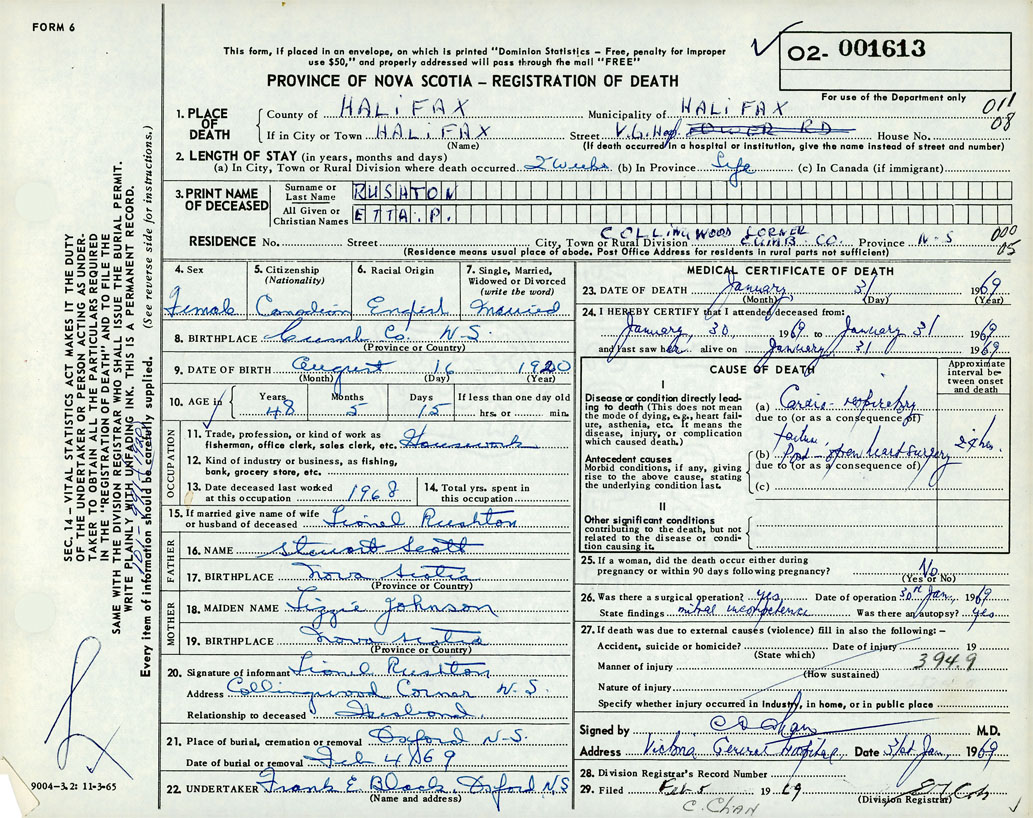 FORM 6
This form, if placed in an envelope, on which is printed "Dominion Statistics – Free, penalty for improper
use $50," and properly addressed will pass through the mail "FREE"
02- 001613
PROVINCE OF NOVA SCOTIA – REGISTRATION OF DEATH
For use of the Department only
1. PLACE OF DEATH
County of HALIFAX Municipality of HALIFAX 011
If in City or Town HALIFAX Street V.G. Hosp. TOWER RD House No. 08
(Name) (If death occurred in a hospital or institution, give the name instead of street and number)
2. LENGTH OF STAY (in years, months and days)
(a) In City, Town or Rural Division where death occurred 2 weeks (b) In Province Life (c) In Canada (if immigrant)
3. PRINT NAME OF DECEASED
Surname or Last Name RUSHTON
All Given or Christian Names ETTA. P.
COLLINGWOOD CORNER 000
RESIDENCE No. Street City, Town or Rural Division CUMB. CO. Province N-S 05
(Residence means usual place of abode. Post Office Address for residents in rural parts not sufficient)
4. Sex Female
5. Citizenship (Nationality) Canadian
6. Racial Origin English
7. Single, Married, Widowed or Divorced (write the word) Married
8. BIRTHPLACE Cumb Co. N-S
(Province or Country)
9. DATE OF BIRTH August 16 1920
(Month) (Day) (Year)
10. AGE in Years 48 Months 5 Days 15 If less than one day old hrs. or min.
OCCUPATION
11. Trade, profession or kind of work as fisherman, office clerk, sales clerk, etc. Housework
12. Kind of industry or business, as fishing, bank, grocery store, etc.
13. Date deceased last worked at this occupation 1968 14. Total yrs. spent in this occupation
15. If married give name of wife or husband of deceased Lionel Rushton
FATHER
16. NAME Stewart Scott
17. BIRTHPLACE Nova Scotia
(Province or Country)
MOTHER
18. MAIDEN NAME Lizzie Johnson
19. BIRTHPLACE Nova Scotia
(Province or Country)
20. Signature of informant Lionel Rushton
Address Collingwood Corner N-S.
Relationship to deceased Husband.
21. Place of burial, cremation or removal Oxford N-S.
Date of burial or removal Feb 4 1969
22. UNDERTAKER Frank E Black, Oxford N.S
(Name and address)
MEDICAL CERTIFICATE OF DEATH
23. DATE OF DEATH January 31 1969
(Month) (Day) (Year)
24. I HEREBY CERTIFY that I attended deceased from:
January, 30 1969 to January 31 1969
and last saw her alive on January 31 1969
CAUSE OF DEATH
Approximate interval between onset and death
I
Disease or condition directly leading to death (This does not mean the mode of dying, e.g., heart failure, asthenia, etc. It means the disease, injury, or complication which caused death.)
(a) Cardio-respiratory
due to (or as a consequence of)
failure,
Antecedent causes
Morbid conditions, if any, giving rise to the above cause, stating the underlying condition last.
(b) Post-open heart surgery
due to (or as a consequence of)
(c)
II
Other significant conditions
contributing to the death, but not related to the disease or condition causing it.
25. If a woman, did the death occur either during pregnancy or within 90 days following pregnancy? No
(Yes or No)
26. Was there a surgical operation? yes Date of operation 30th Jan, 1969
State findings mitral incompetence Was there an autopsy? yes
27. If death was due to external causes (violence) fill in also the following: –
Accident, suicide or homicide? Date of injury 19
(State which) 3949
Manner of injury
(How sustained)
Nature of injury
Specify whether injury occurred in industry, in home, or in public place
Signed by M.D.
Address Victoria General Hospital, Date 31st Jan, 1969
28. Division Registrar's Record Number
29. Filed Feb 5 1969
(Division Registrar)
C. CHAN
SEC. 14 – VITAL STATISTICS ACT MAKES IT THE DUTY
OF THE UNDERTAKER OR PERSON ACTING AS UNDER-
TAKER TO OBTAIN ALL THE PARTICULARS REQUIRED
IN THE "REGISTRATION OF DEATH" AND TO FILE THE
SAME WITH THE DIVISION REGISTRAR WHO SHALL ISSUE THE BURIAL PERMIT.
WRITE PLAINLY WITH UNFADING INK. THIS IS A PERMANENT RECORD.
Every item of information should be carefully supplied. (See reverse side for instructions.)
9004–3.2: 11-3-65